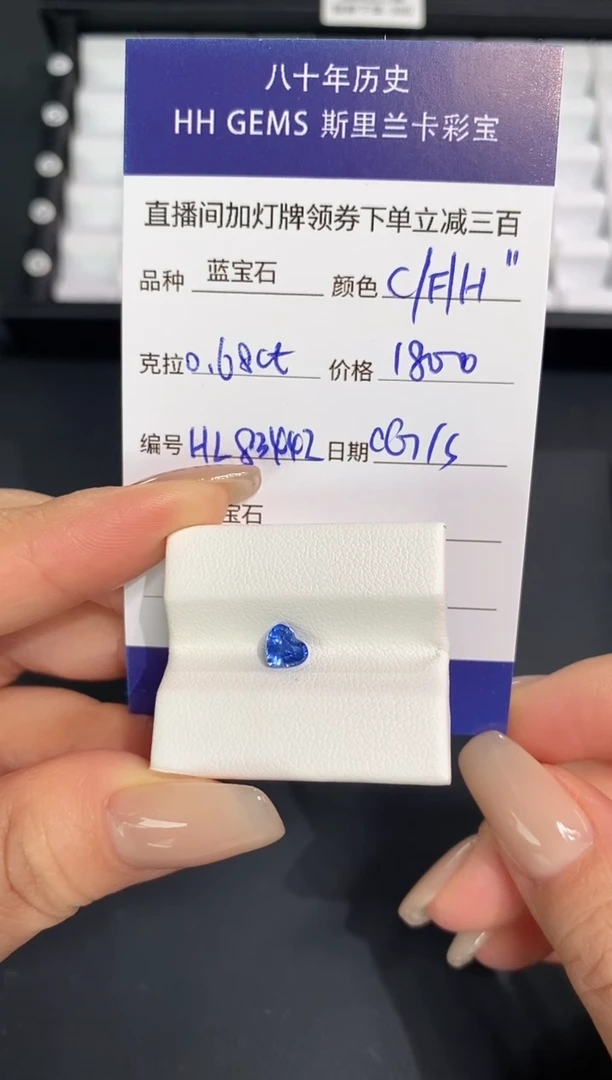 八十年历史
HH GEMS 斯里兰卡彩宝
直播间加灯牌领券下单立减三百
品种 蓝宝石 颜色 C/F/H "
克拉 0.68ct 价格 1800
编号 日期
宝石